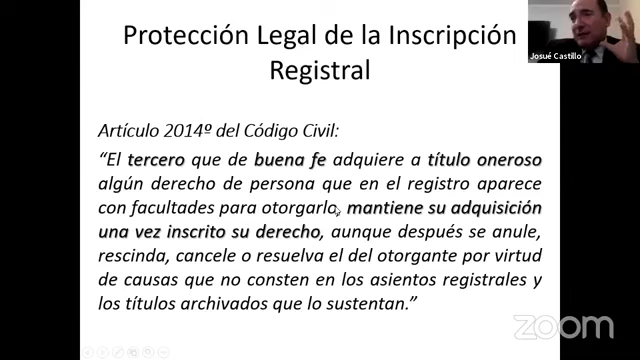 Protección Legal de la Inscripción
Registral
Josué Castillo
Artículo 2014º del Código Civil:
“El tercero que de buena fe adquiere a título oneroso
algún derecho de persona que en el registro aparece
con facultades para otorgarlo, mantiene su adquisición
una vez inscrito su derecho, aunque después se anule,
rescinda, cancele o resuelva el del otorgante por virtud
de causas que no consten en los asientos registrales y
los títulos archivados que lo sustentan.”
zoom